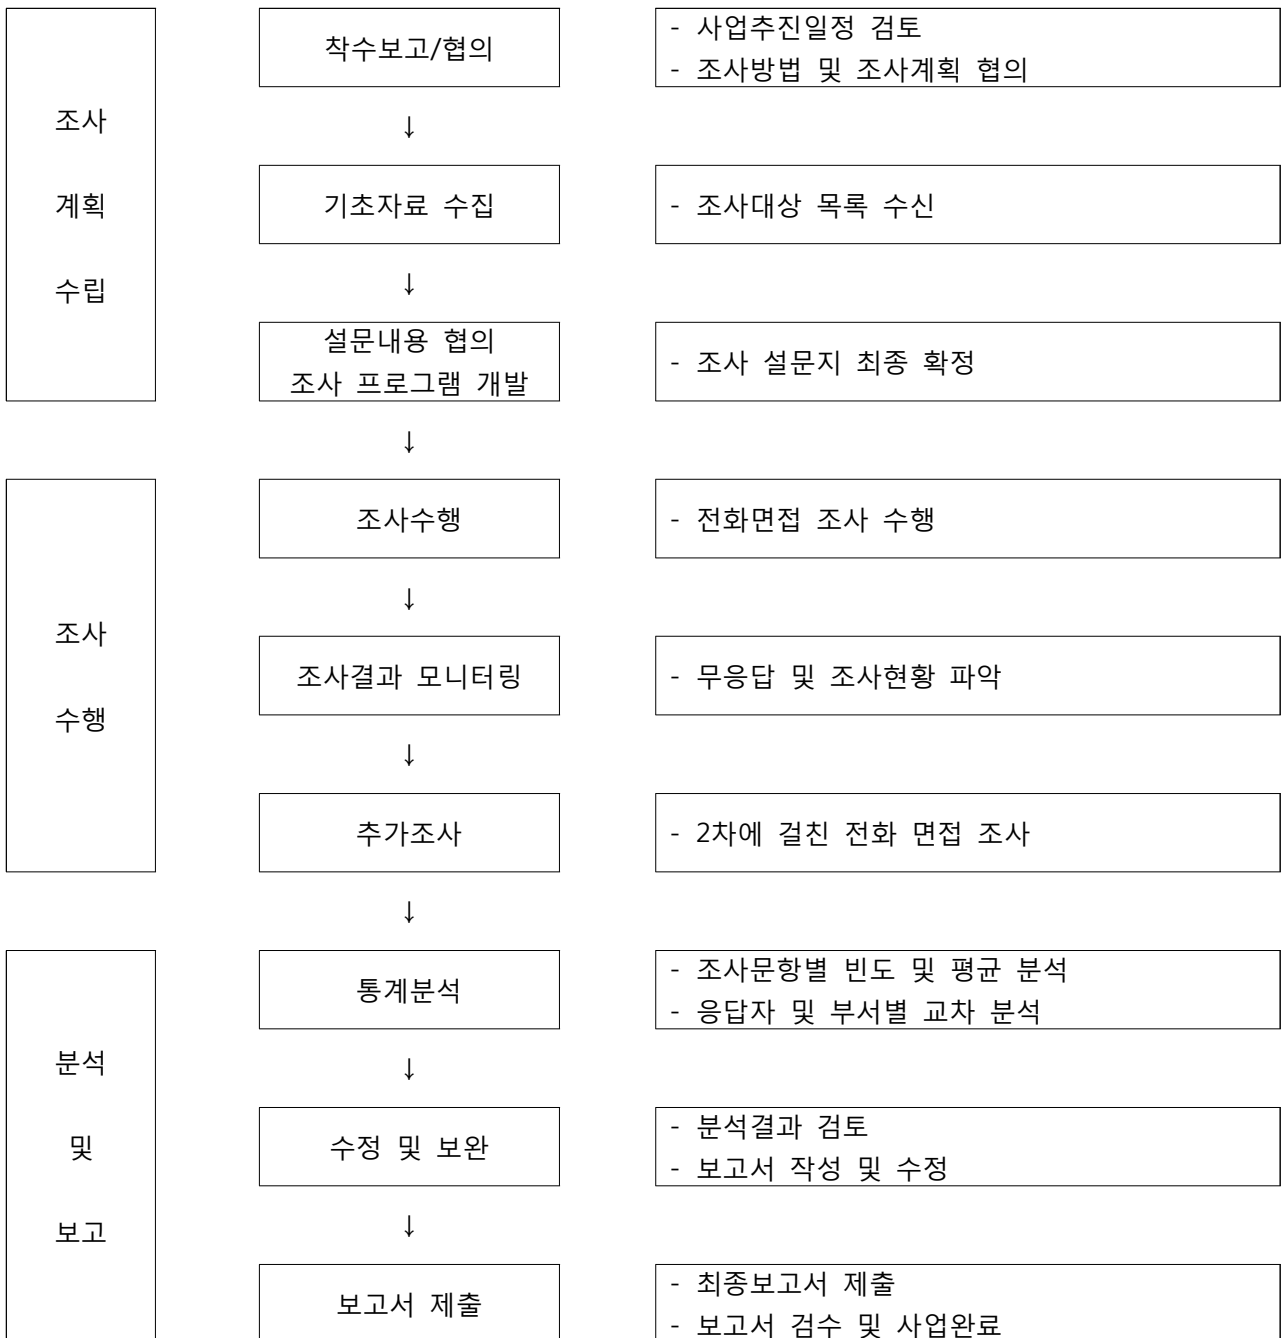 조사
계획
수립
착수보고/협의
- 사업추진일정 검토
- 조사방법 및 조사계획 협의
↓
기초자료 수집
- 조사대상 목록 수신
↓
설문내용 협의
조사 프로그램 개발
- 조사 설문지 최종 확정
↓
조사
수행
조사수행
- 전화면접 조사 수행
↓
조사결과 모니터링
- 무응답 및 조사현황 파악
↓
추가조사
- 2차에 걸친 전화 면접 조사
↓
분석
및
보고
통계분석
- 조사문항별 빈도 및 평균 분석
- 응답자 및 부서별 교차 분석
↓
수정 및 보완
- 분석결과 검토
- 보고서 작성 및 수정
↓
보고서 제출
- 최종보고서 제출
- 보고서 검수 및 사업완료